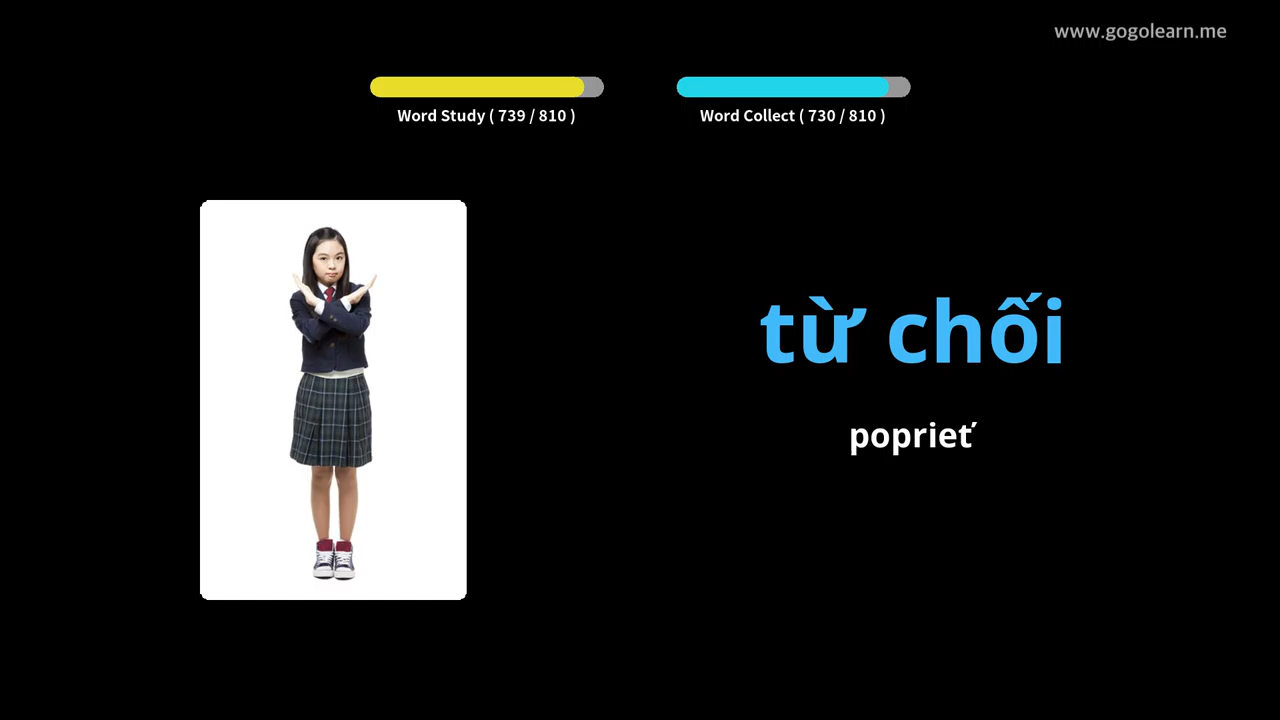 www.gogolearn.me
Word Study ( 739 / 810 )
Word Collect ( 730 / 810 )
từ chối
poprieť